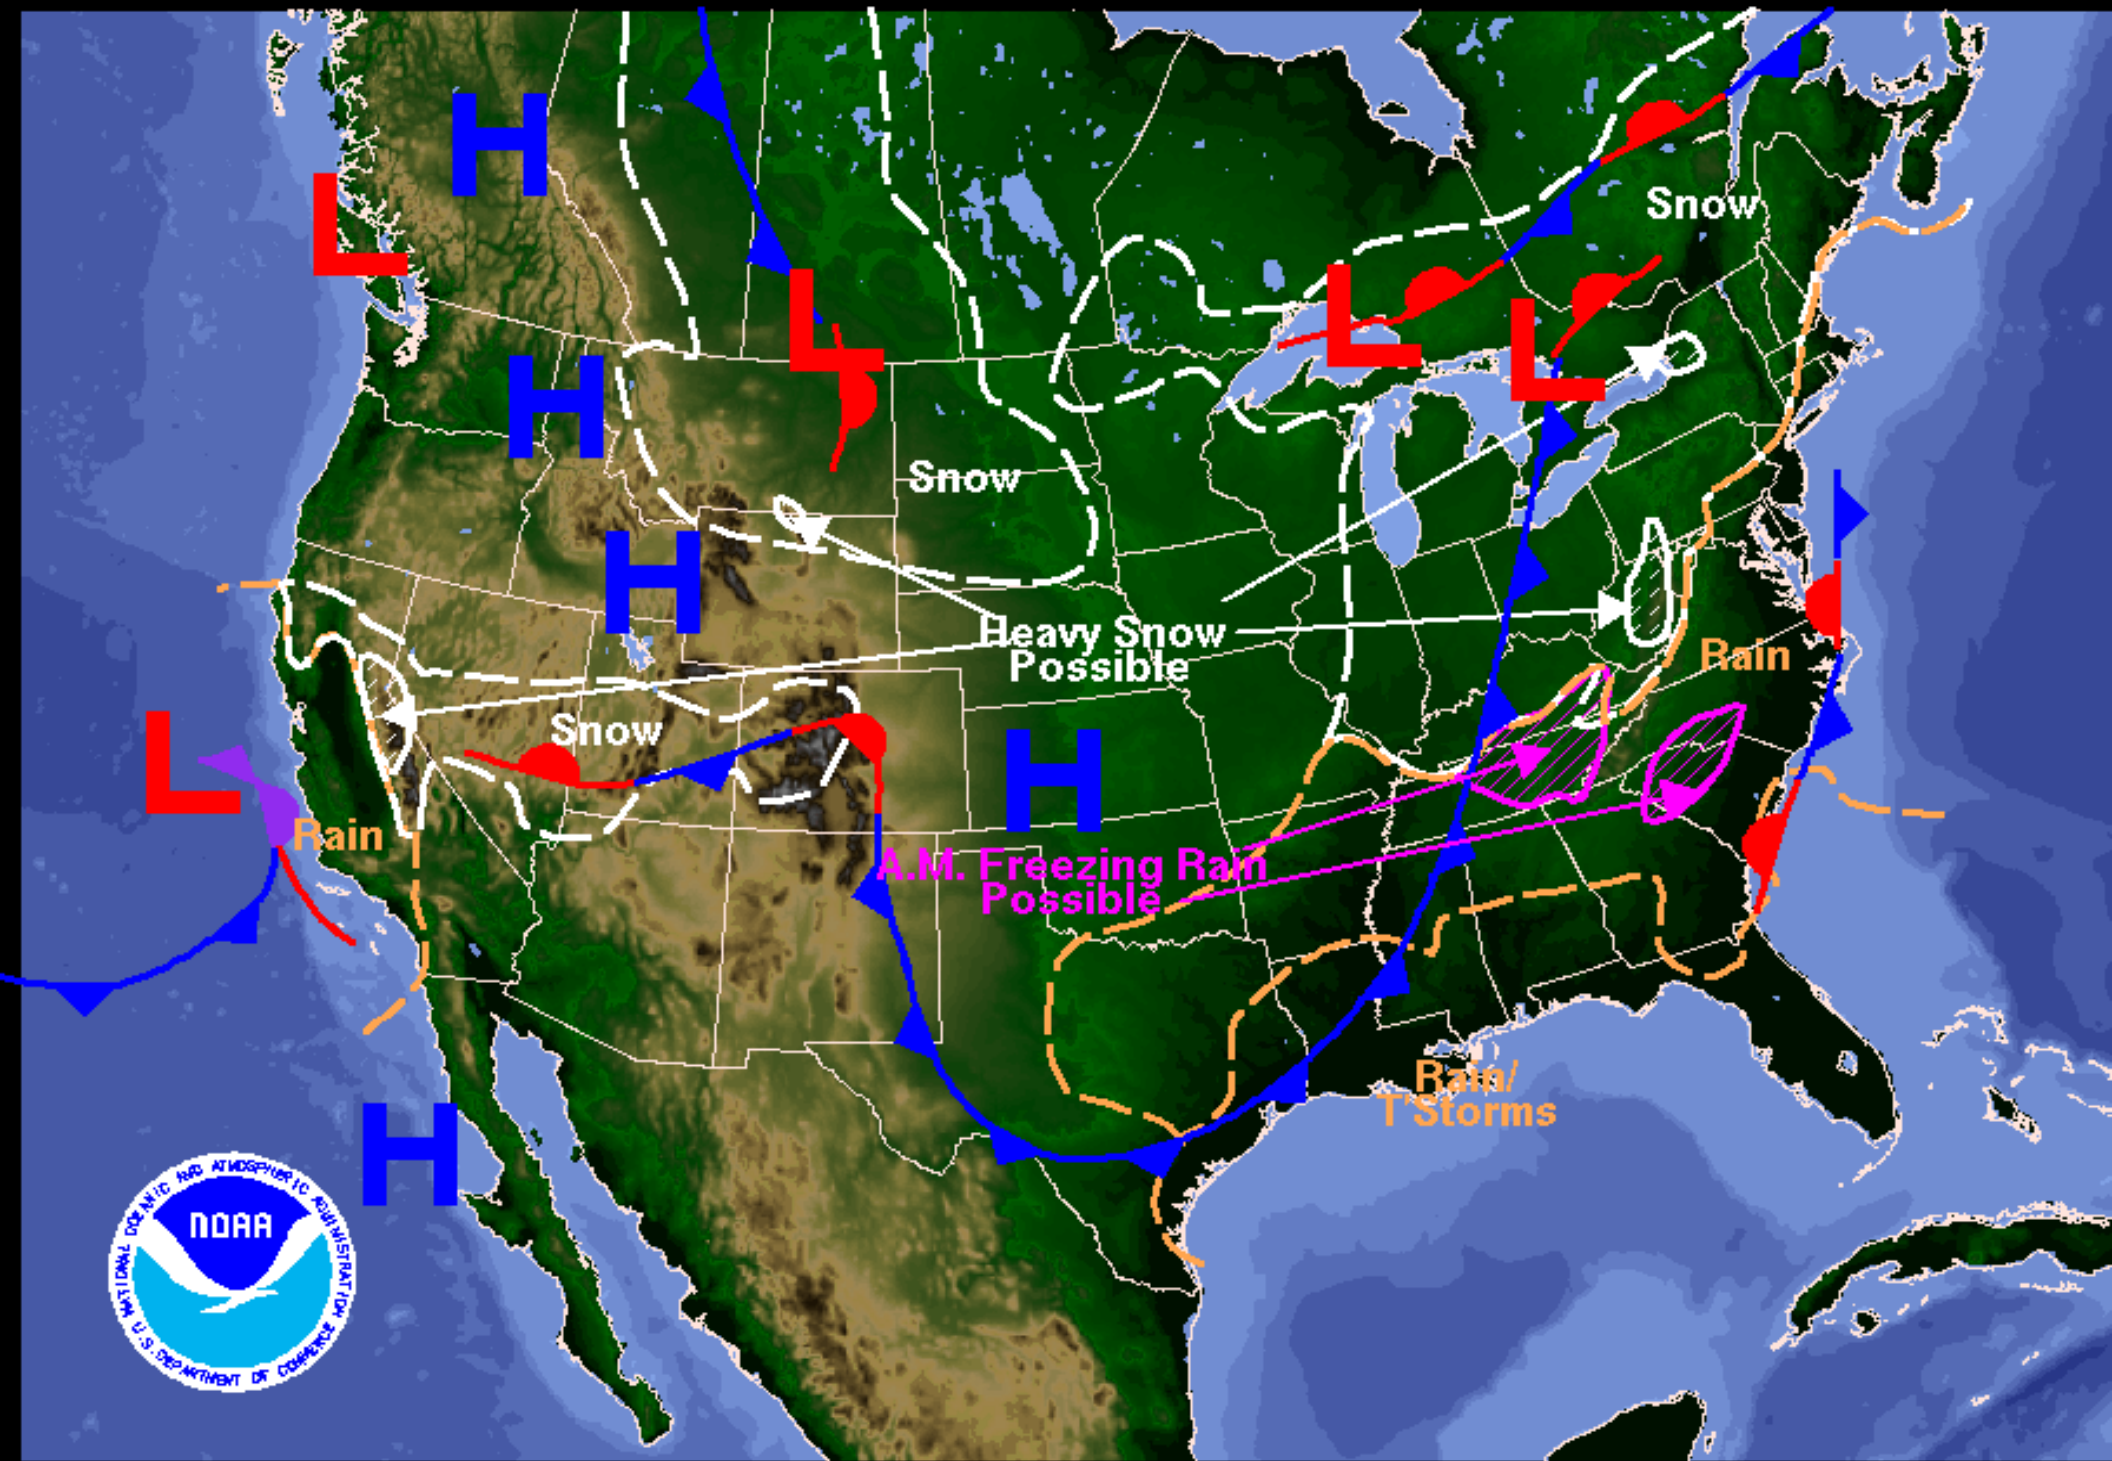 H
L
Snow
H
L
L
L
Snow
H
H
Heavy Snow
Possible
Rain
Snow
H
L
Rain
A.M. Freezing Rain
Possible
Rain/
T'Storms
H
NATIONAL OCEANIC AND ATMOSPHERIC ADMINISTRATION
NOAA
U.S. DEPARTMENT OF COMMERCE